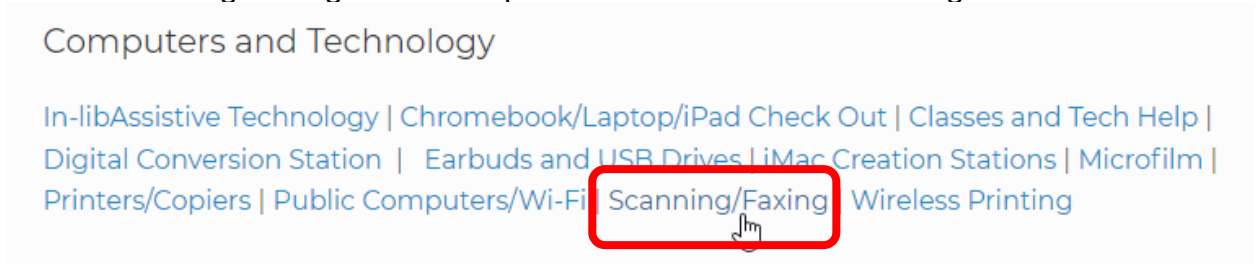 Computers and Technology
In-libAssistive Technology | Chromebook/Laptop/iPad Check Out | Classes and Tech Help |
Digital Conversion Station | Earbuds and USB Drives | iMac Creation Stations | Microfilm |
Printers/Copiers | Public Computers/Wi-Fi | Scanning/Faxing | Wireless Printing